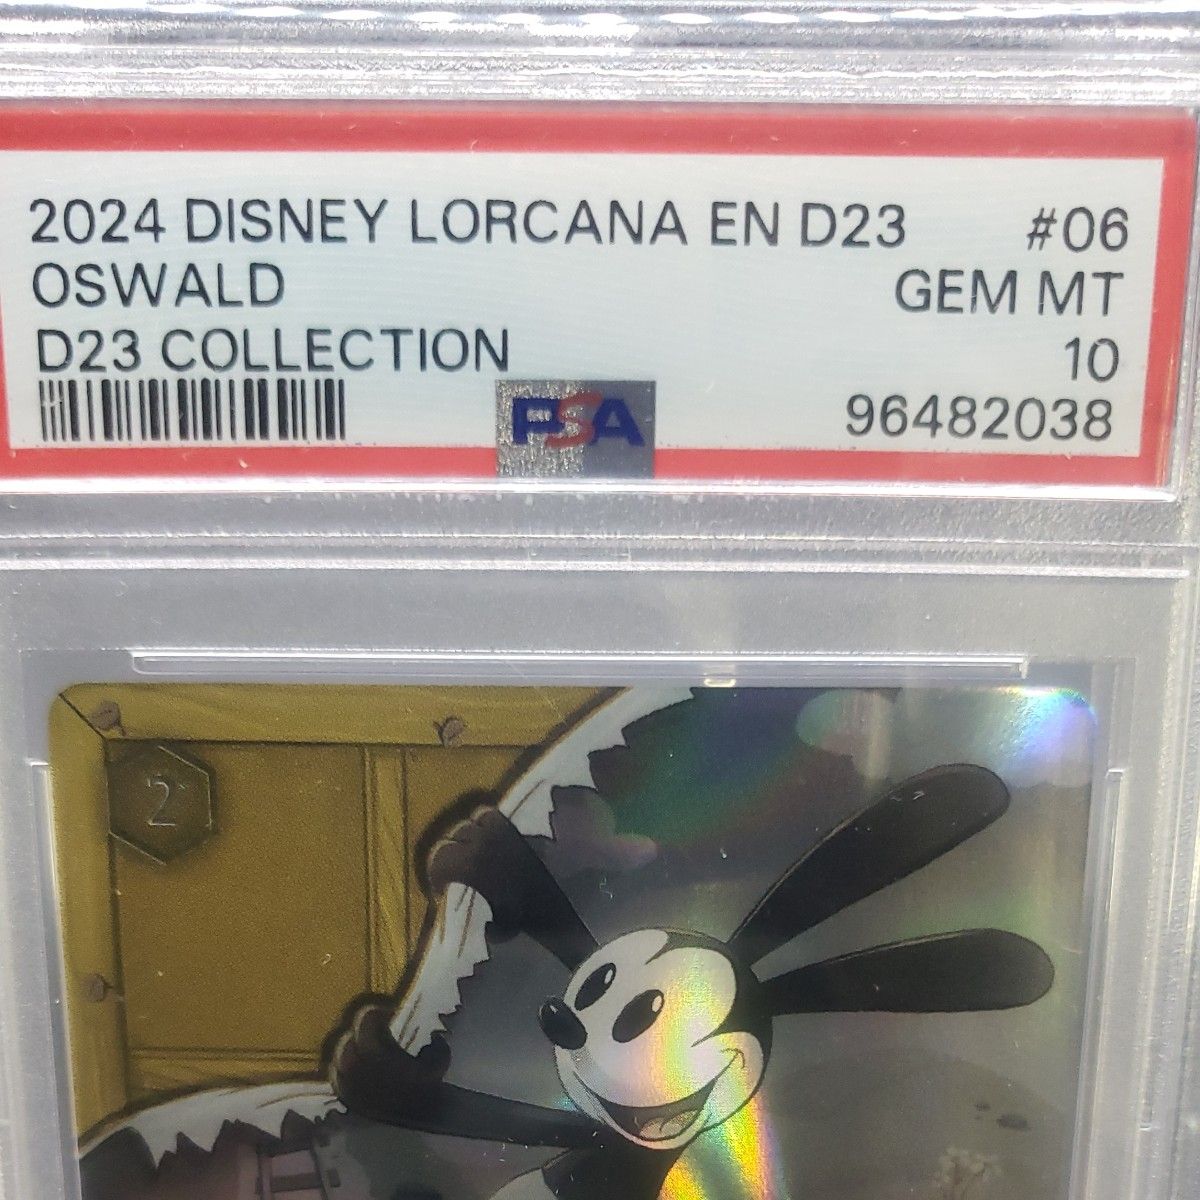 2024 DISNEY LORCANA EN D23 #06
OSWALD GEM MT
D23 COLLECTION 10
PSA 96482038
2